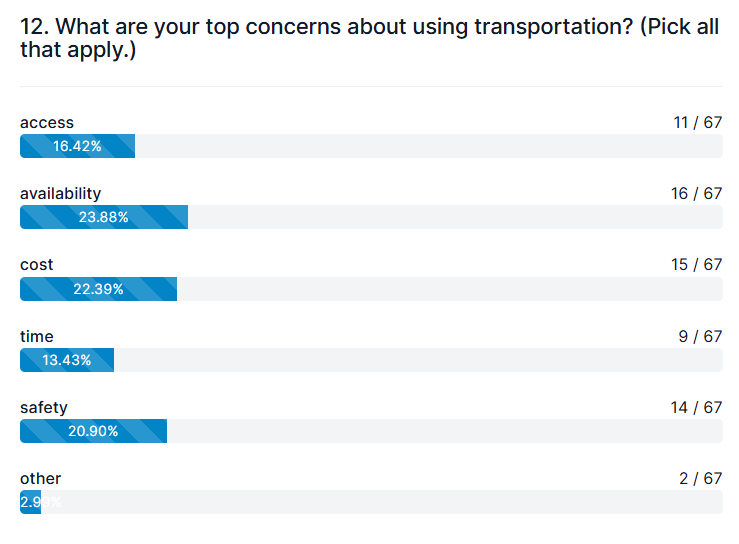 12. What are your top concerns about using transportation? (Pick all
that apply.)
access 11 / 67
16.42%
availability 16 / 67
23.88%
cost 15 / 67
22.39%
time 9 / 67
13.43%
safety 14 / 67
20.90%
other 2 / 67
2.99%